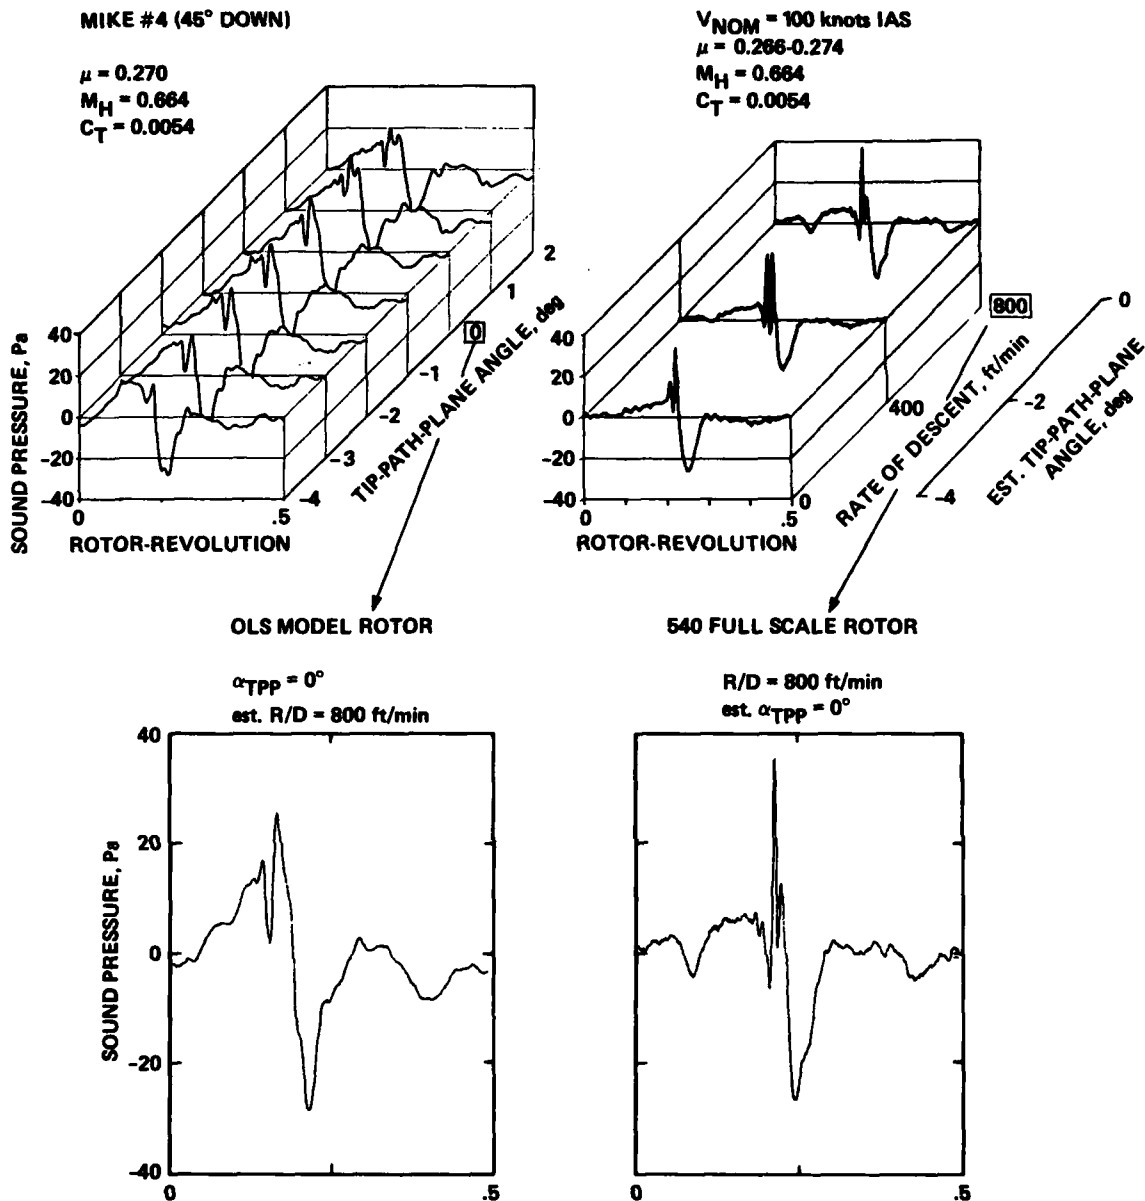 MIKE #4 (45° DOWN)
μ = 0.270
M_H = 0.664
C_T = 0.0054
V_NOM = 100 knots IAS
μ = 0.266-0.274
M_H = 0.664
C_T = 0.0054
SOUND PRESSURE, Pa
40
20
0
-20
-40
0
.5
ROTOR-REVOLUTION
-4
-3
-2
-1
0
1
2
TIP-PATH-PLANE ANGLE, deg
40
20
0
-20
-40
0
.5
ROTOR-REVOLUTION
0
400
800
RATE OF DESCENT, ft/min
-4
-2
0
EST. TIP-PATH-PLANE
ANGLE, deg
OLS MODEL ROTOR
540 FULL SCALE ROTOR
α_TPP = 0°
est. R/D = 800 ft/min
R/D = 800 ft/min
est. α_TPP = 0°
SOUND PRESSURE, Pa
40
20
0
-20
-40
0
.5
0
.5